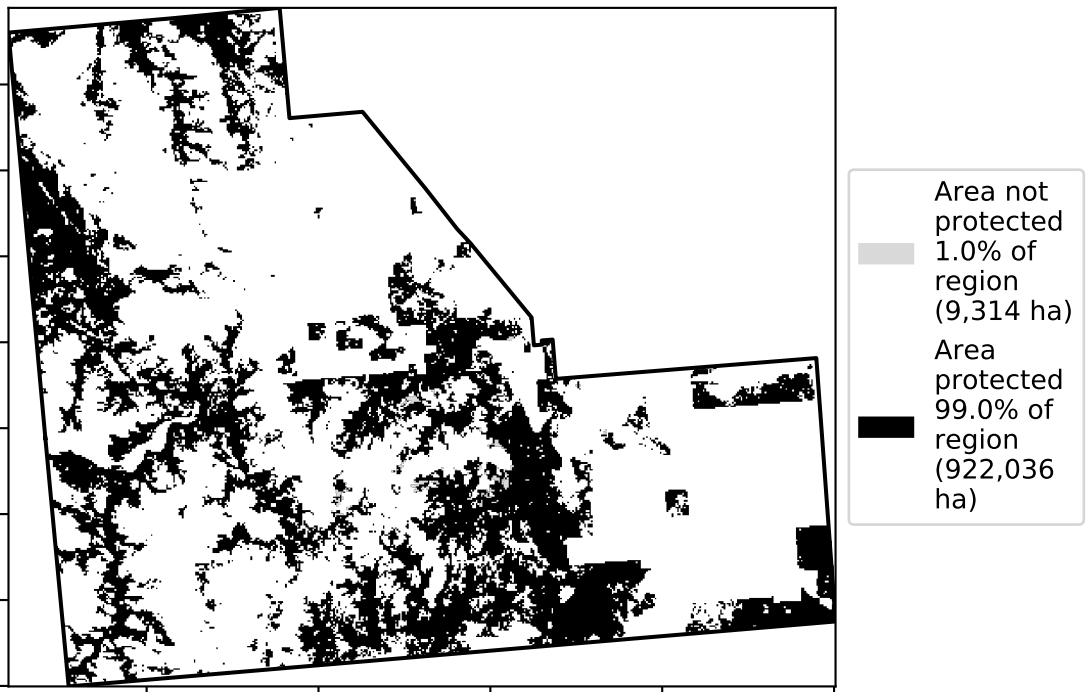 Area not
protected
1.0% of
region
(9,314 ha)
Area
protected
99.0% of
region
(922,036
ha)